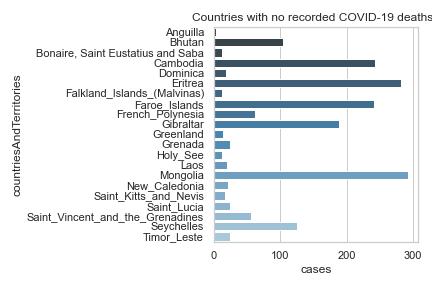 Countries with no recorded COVID-19 deaths
countriesAndTerritories
Anguilla
Bhutan
Bonaire, Saint Eustatius and Saba
Cambodia
Dominica
Eritrea
Falkland_Islands_(Malvinas)
Faroe_Islands
French_Polynesia
Gibraltar
Greenland
Grenada
Holy_See
Laos
Mongolia
New_Caledonia
Saint_Kitts_and_Nevis
Saint_Lucia
Saint_Vincent_and_the_Grenadines
Seychelles
Timor_Leste
0 100 200 300
cases